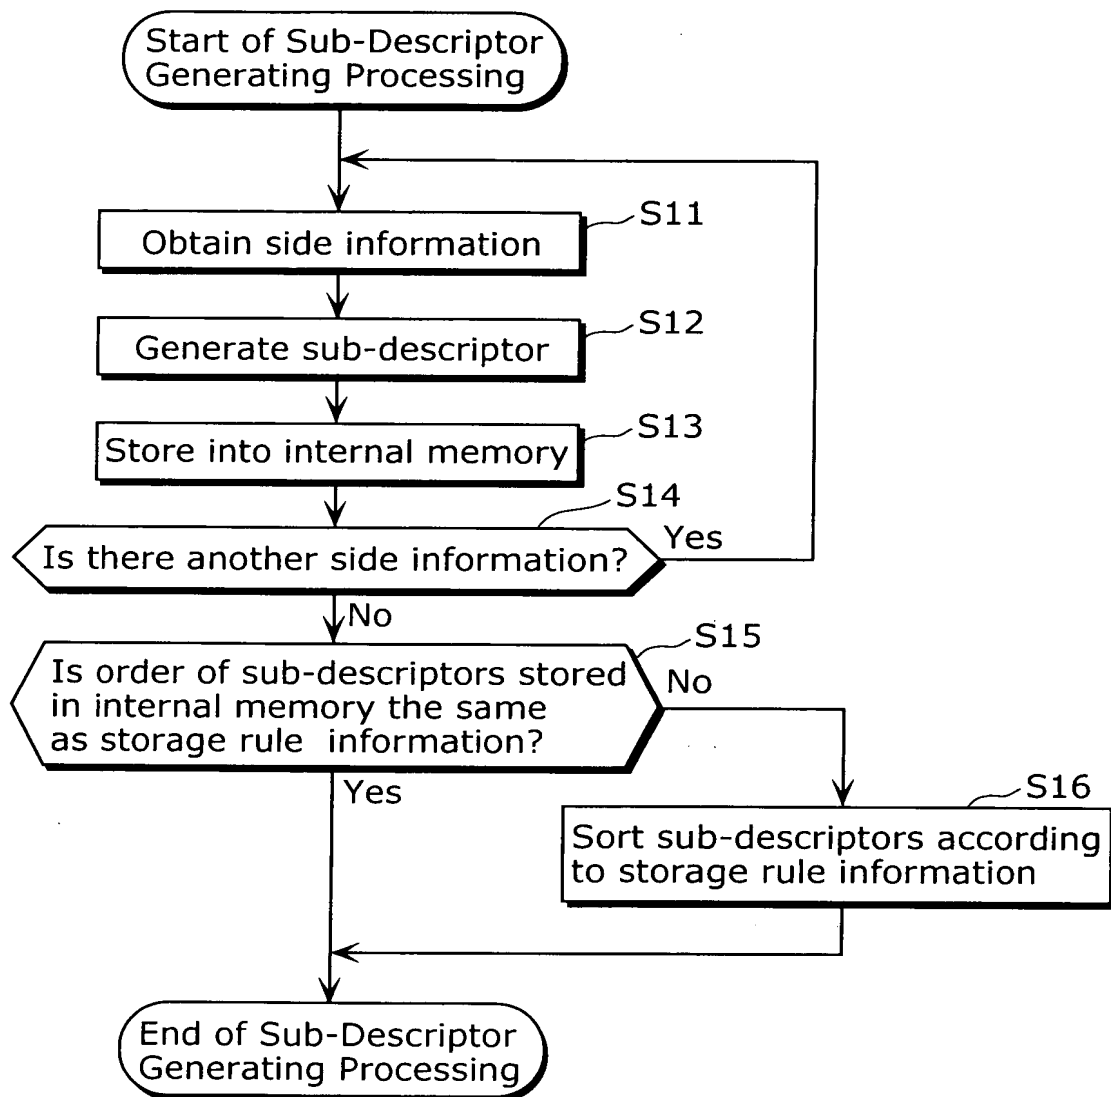 Start of Sub-Descriptor
Generating Processing
S11
Obtain side information
S12
Generate sub-descriptor
S13
Store into internal memory
S14
Is there another side information?
Yes
No
S15
Is order of sub-descriptors stored
in internal memory the same
as storage rule information?
No
Yes
S16
Sort sub-descriptors according
to storage rule information
End of Sub-Descriptor
Generating Processing